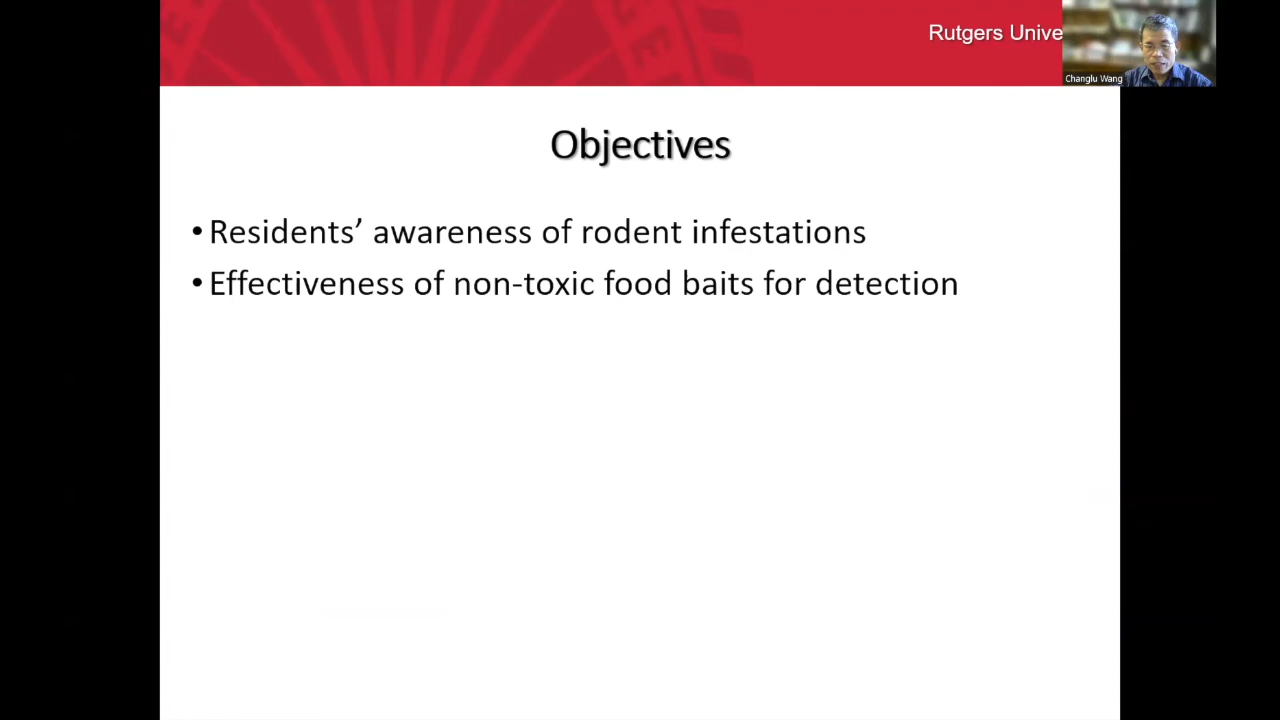 Rutgers Unive
Changlu Wang
Objectives
• Residents’ awareness of rodent infestations
• Effectiveness of non-toxic food baits for detection